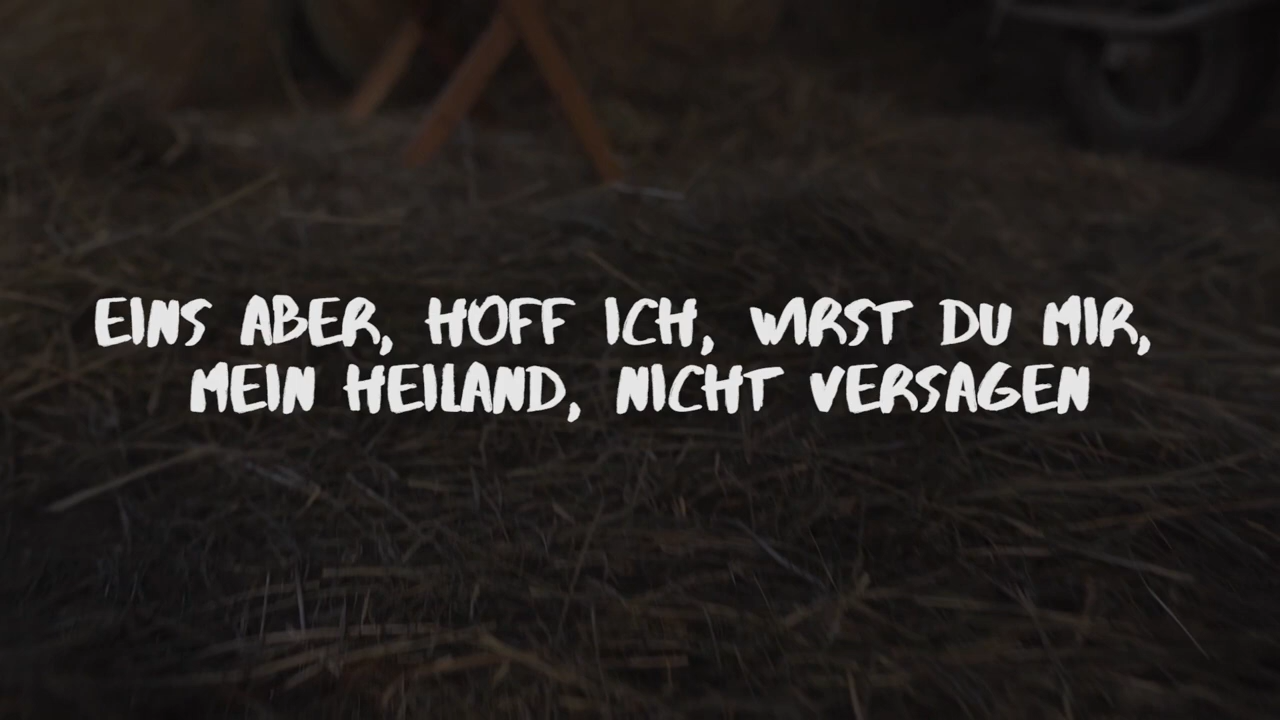 EINS ABER, HOFF ICH, WIRST DU MIR,
MEIN HEILAND, NICHT VERSAGEN